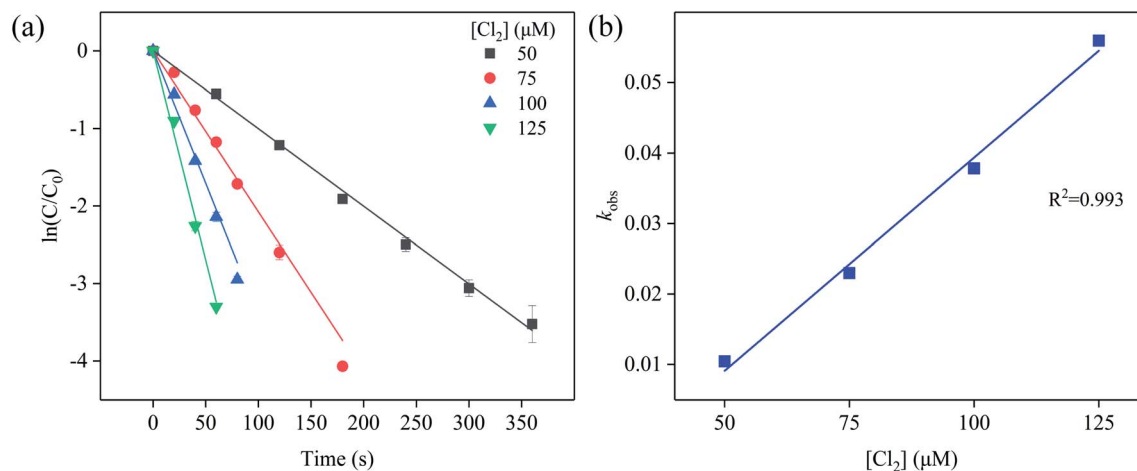 (a)
[Cl₂] (μM)
50
75
100
125
0
-1
-2
-3
-4
ln(C/C₀)
0 50 100 150 200 250 300 350
Time (s)
(b)
0.05
0.04
0.03
0.02
0.01
k_obs
R²=0.993
50 75 100 125
[Cl₂] (μM)